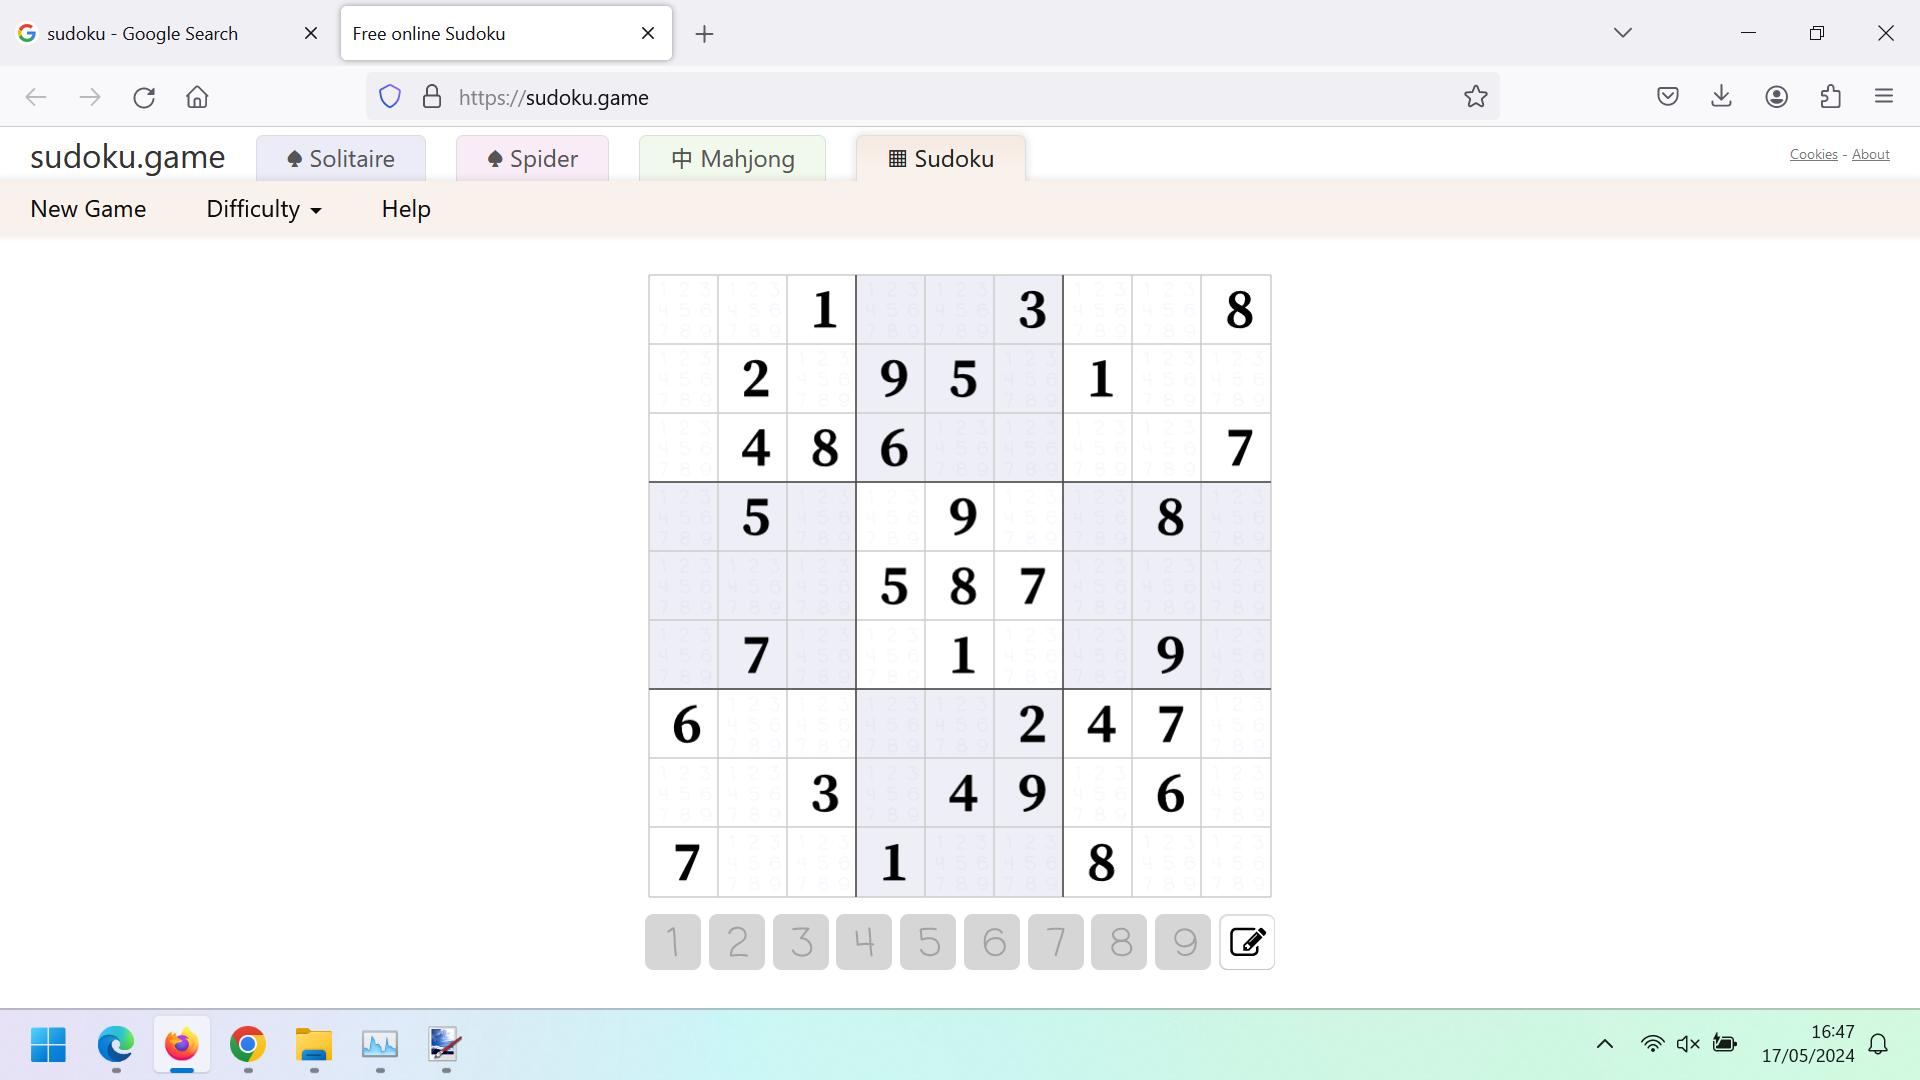 sudoku - Google Search
Free online Sudoku
https://sudoku.game
sudoku.game
Solitaire
Spider
中 Mahjong
Sudoku
Cookies - About
New Game
Difficulty
Help
1 3 8
2 9 5 1
4 8 6 7
5 9 8
5 8 7
7 1 9
6 2 4 7
3 4 9 6
7 1 8
1 2 3 4 5 6 7 8 9
16:47
17/05/2024